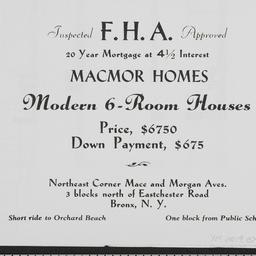 Inspected F. H. A. Approved
20 Year Mortgage at 4½ Interest
MACMOR HOMES
Modern 6-Room Houses
Price, $6750
Down Payment, $675
Northeast Corner Mace and Morgan Aves.
3 blocks north of Eastchester Road
Bronx, N. Y.
Short ride to Orchard Beach One block from Public Sch